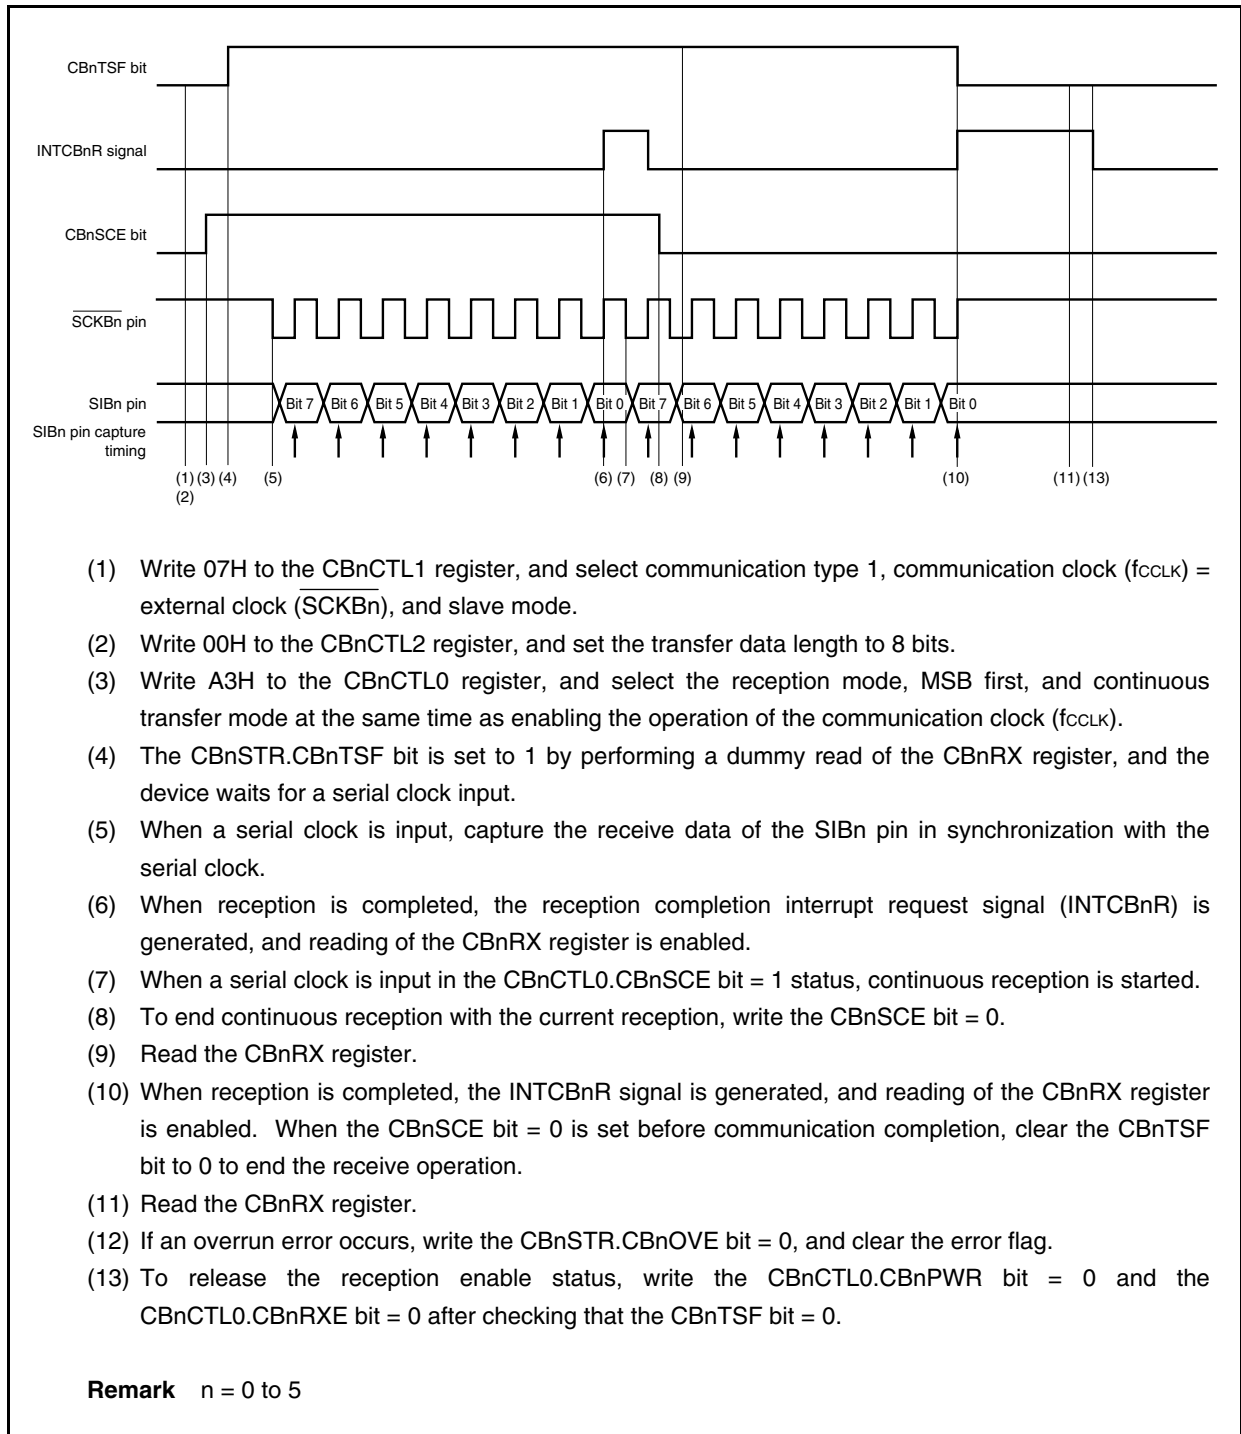 CBnTSF bit
INTCBnR signal
CBnSCE bit
SCKBn pin
SIBn pin
Bit 7 Bit 6 Bit 5 Bit 4 Bit 3 Bit 2 Bit 1 Bit 0 Bit 7 Bit 6 Bit 5 Bit 4 Bit 3 Bit 2 Bit 1 Bit 0
SIBn pin capture
timing
(1) (3) (4) (5) (6) (7) (8) (9) (10) (11) (13)
(2)
(1) Write 07H to the CBnCTL1 register, and select communication type 1, communication clock (fCCLK) =
external clock (SCKBn), and slave mode.
(2) Write 00H to the CBnCTL2 register, and set the transfer data length to 8 bits.
(3) Write A3H to the CBnCTL0 register, and select the reception mode, MSB first, and continuous
transfer mode at the same time as enabling the operation of the communication clock (fCCLK).
(4) The CBnSTR.CBnTSF bit is set to 1 by performing a dummy read of the CBnRX register, and the
device waits for a serial clock input.
(5) When a serial clock is input, capture the receive data of the SIBn pin in synchronization with the
serial clock.
(6) When reception is completed, the reception completion interrupt request signal (INTCBnR) is
generated, and reading of the CBnRX register is enabled.
(7) When a serial clock is input in the CBnCTL0.CBnSCE bit = 1 status, continuous reception is started.
(8) To end continuous reception with the current reception, write the CBnSCE bit = 0.
(9) Read the CBnRX register.
(10) When reception is completed, the INTCBnR signal is generated, and reading of the CBnRX register
is enabled. When the CBnSCE bit = 0 is set before communication completion, clear the CBnTSF
bit to 0 to end the receive operation.
(11) Read the CBnRX register.
(12) If an overrun error occurs, write the CBnSTR.CBnOVE bit = 0, and clear the error flag.
(13) To release the reception enable status, write the CBnCTL0.CBnPWR bit = 0 and the
CBnCTL0.CBnRXE bit = 0 after checking that the CBnTSF bit = 0.
Remark n = 0 to 5